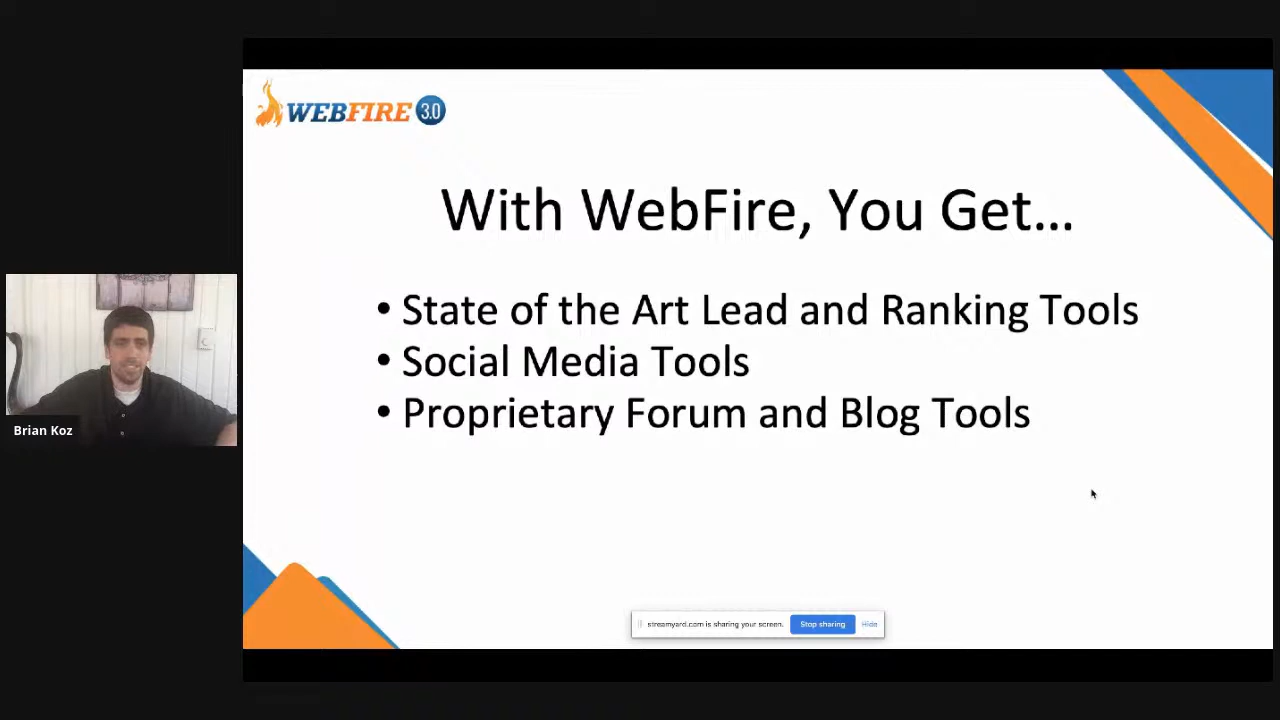 WEBFIRE 3.0
With WebFire, You Get...
• State of the Art Lead and Ranking Tools
• Social Media Tools
• Proprietary Forum and Blog Tools
Brian Koz
streamyard.com is sharing your screen. Stop sharing Hide